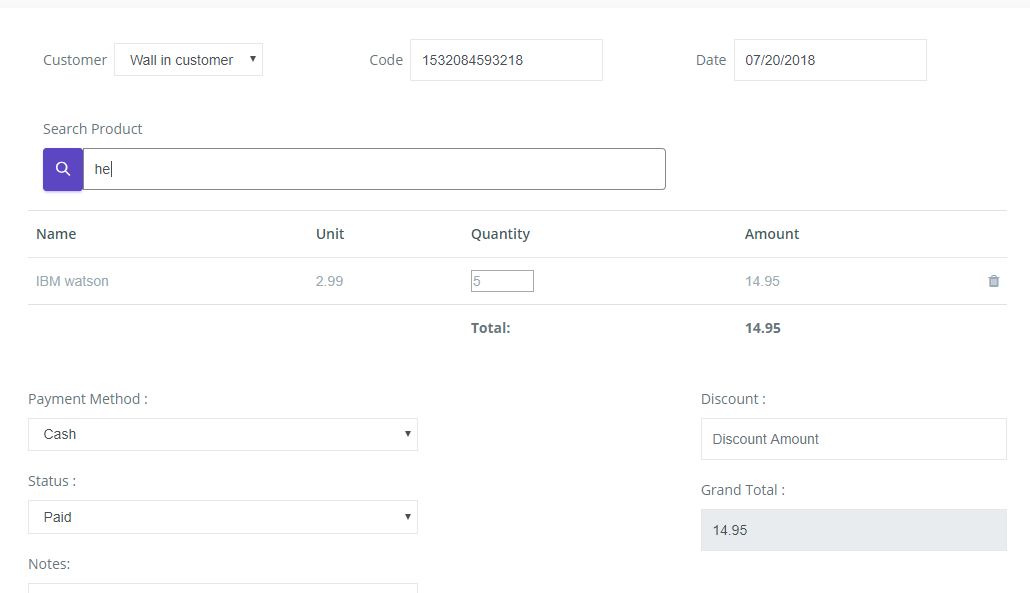 Customer Wall in customer Code 1532084593218 Date 07/20/2018
Search Product
he
Name Unit Quantity Amount
IBM watson 2.99 5 14.95
Total: 14.95
Payment Method : Discount :
Cash Discount Amount
Status : Grand Total :
Paid 14.95
Notes: